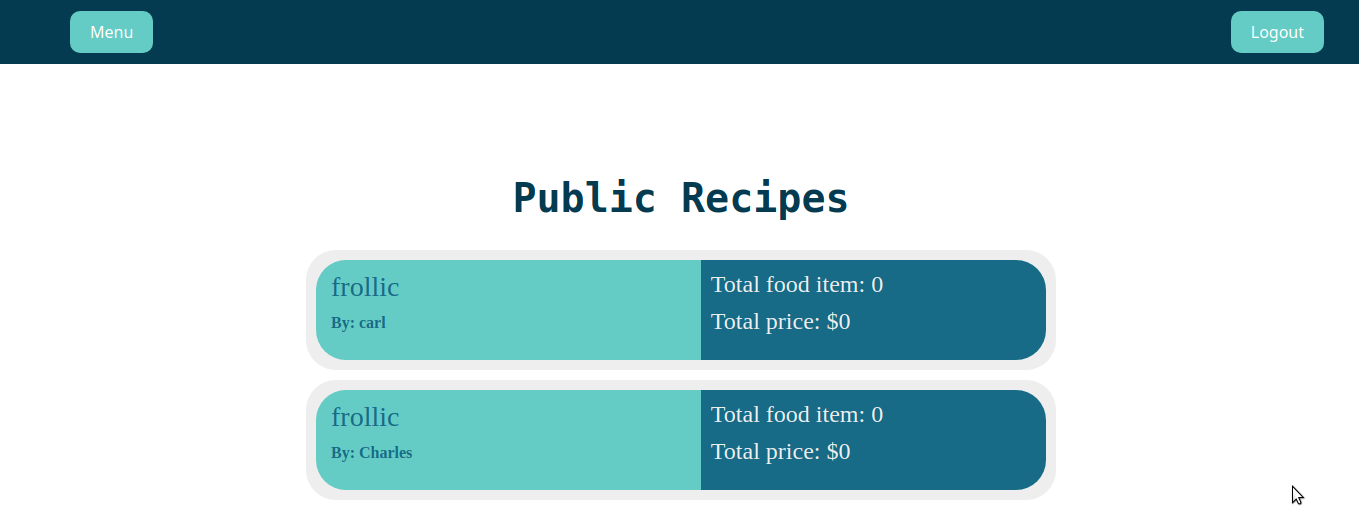 Menu
Logout
Public Recipes
frollic
By: carl
Total food item: 0
Total price: $0
frollic
By: Charles
Total food item: 0
Total price: $0